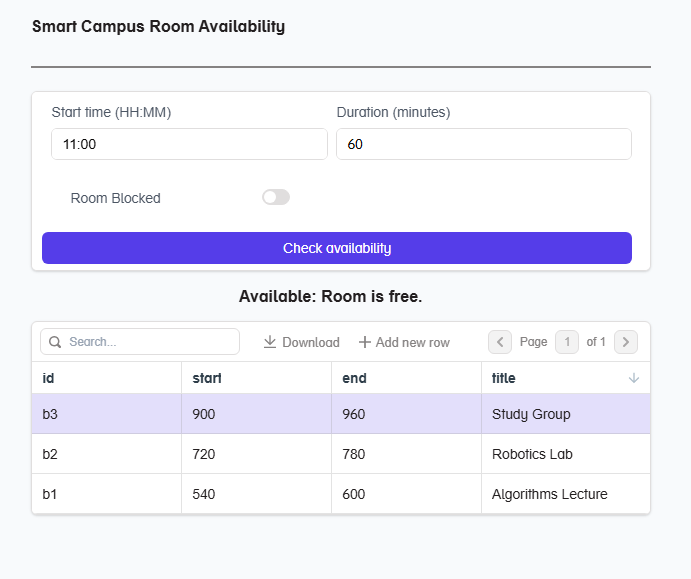 Smart Campus Room Availability
Start time (HH:MM) Duration (minutes)
11:00 60
Room Blocked
Check availability
Available: Room is free.
Search... Download Add new row Page 1 of 1
id start end title
b3 900 960 Study Group
b2 720 780 Robotics Lab
b1 540 600 Algorithms Lecture